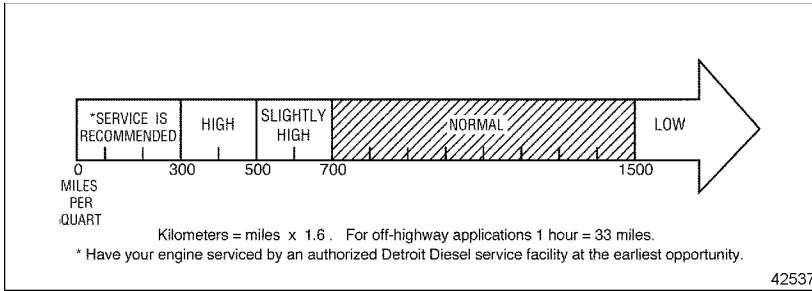 *SERVICE IS
RECOMMENDED
HIGH
SLIGHTLY
HIGH
NORMAL
LOW
0 300 500 700 1500
MILES
PER
QUART
Kilometers = miles x 1.6 . For off-highway applications 1 hour = 33 miles.
* Have your engine serviced by an authorized Detroit Diesel service facility at the earliest opportunity.
42537